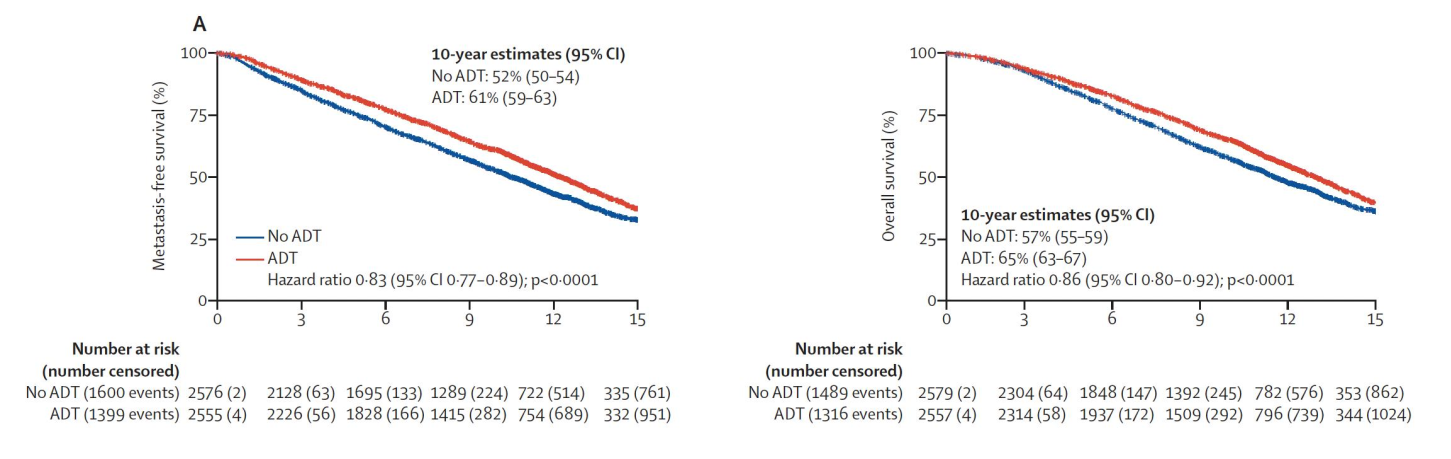 A
100
75
50
25
0
Metastasis-free survival (%)
10-year estimates (95% CI)
No ADT: 52% (50–54)
ADT: 61% (59–63)
No ADT
ADT
Hazard ratio 0·83 (95% CI 0·77–0·89); p<0·0001
0 3 6 9 12 15
Number at risk
(number censored)
No ADT (1600 events) 2576 (2) 2128 (63) 1695 (133) 1289 (224) 722 (514) 335 (761)
ADT (1399 events) 2555 (4) 2226 (56) 1828 (166) 1415 (282) 754 (689) 332 (951)
100
75
50
25
0
Overall survival (%)
10-year estimates (95% CI)
No ADT: 57% (55–59)
ADT: 65% (63–67)
Hazard ratio 0·86 (95% CI 0·80–0·92); p<0·0001
0 3 6 9 12 15
Number at risk
(number censored)
No ADT (1489 events) 2579 (2) 2304 (64) 1848 (147) 1392 (245) 782 (576) 353 (862)
ADT (1316 events) 2557 (4) 2314 (58) 1937 (172) 1509 (292) 796 (739) 344 (1024)